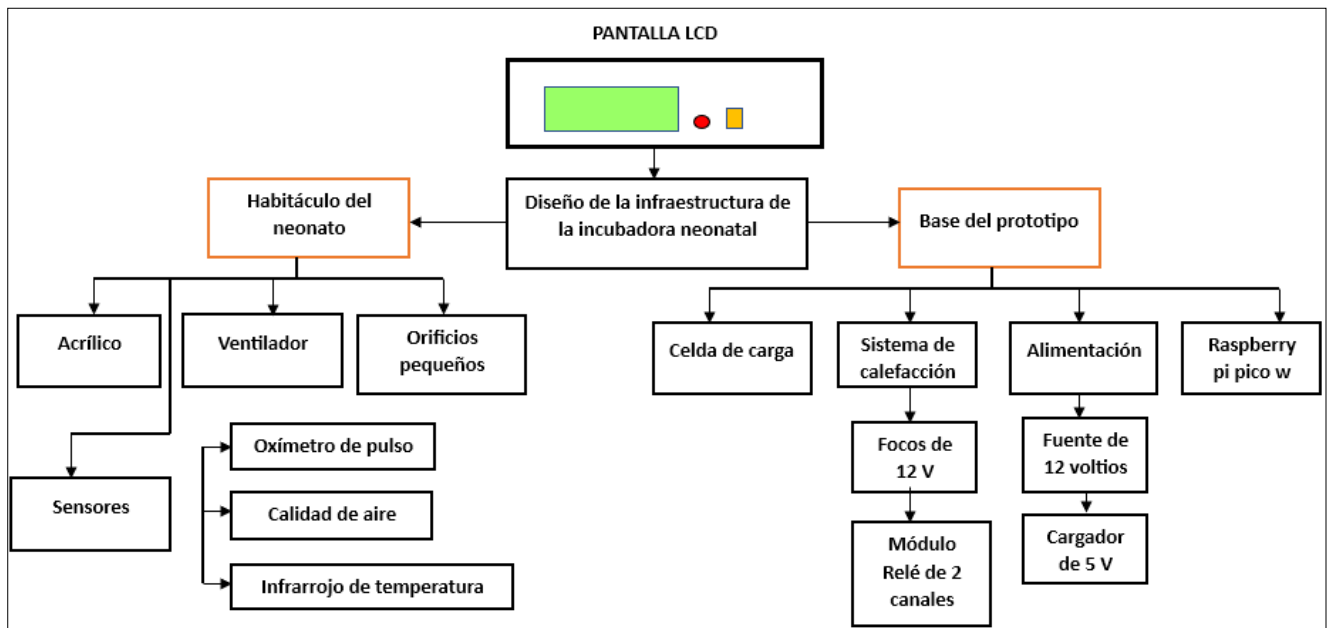 PANTALLA LCD
Habitáculo del
neonato
Diseño de la infraestructura de
la incubadora neonatal
Base del prototipo
Acrílico
Ventilador
Orificios
pequeños
Celda de carga
Sistema de
calefacción
Alimentación
Raspberry
pi pico w
Sensores
Oxímetro de pulso
Calidad de aire
Infrarrojo de temperatura
Focos de
12 V
Fuente de
12 voltios
Módulo
Relé de 2
canales
Cargador
de 5 V